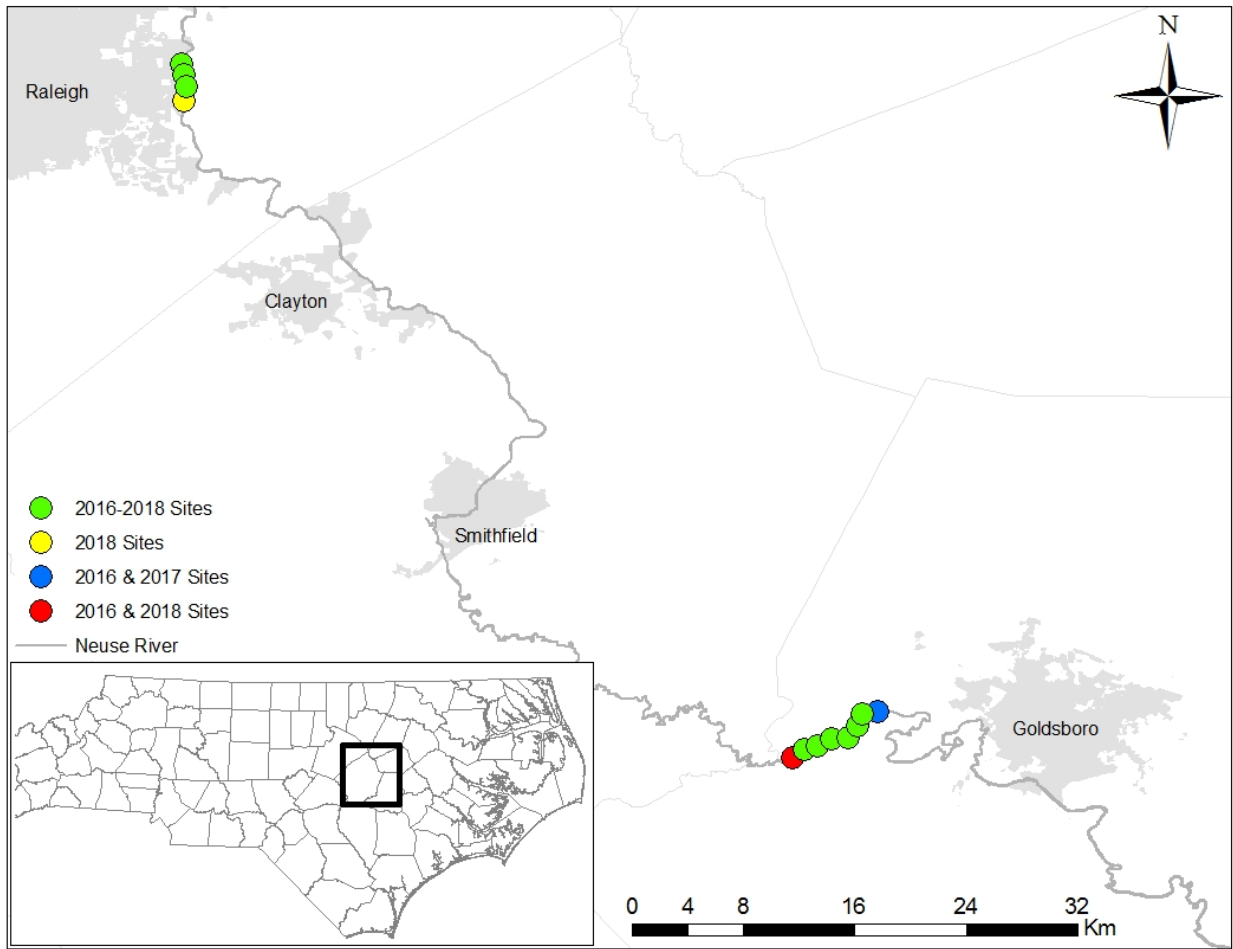 N
Raleigh
Clayton
2016-2018 Sites
2018 Sites
2016 & 2017 Sites
2016 & 2018 Sites
Neuse River
Smithfield
Goldsboro
0 4 8 16 24 32
Km